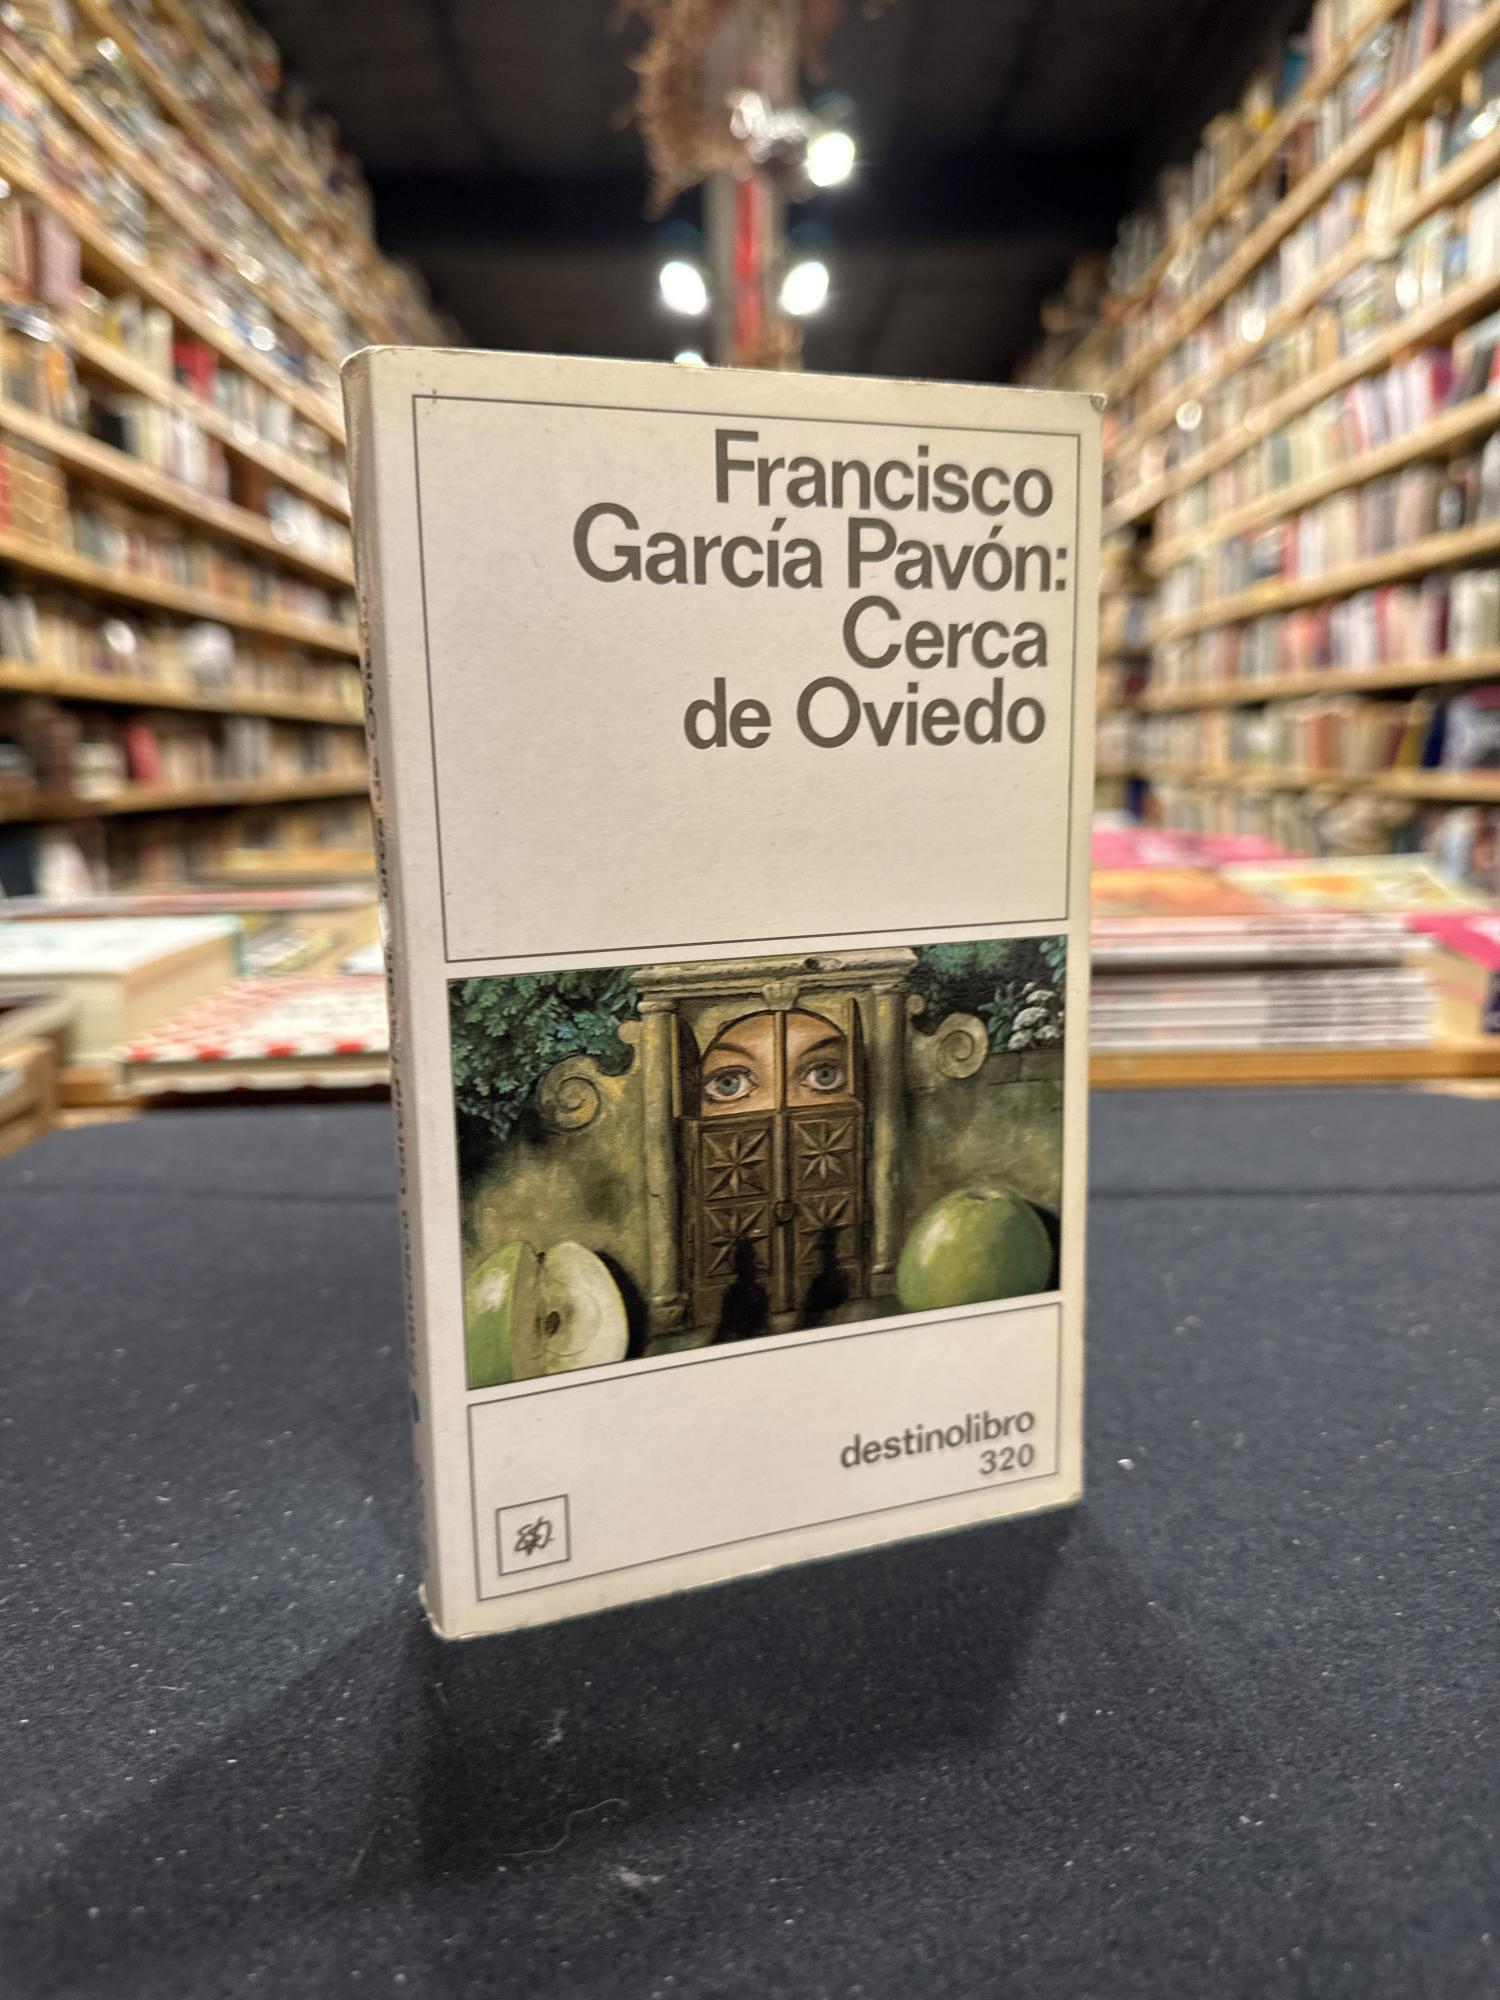 Francisco
García Pavón:
Cerca
de Oviedo
destinolibro
320